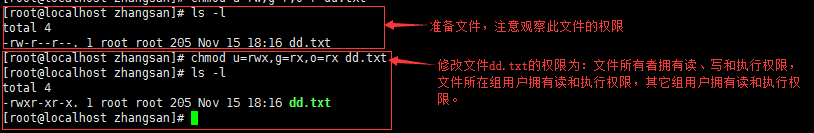 [root@localhost zhangsan]# ls -l
total 4
-rw-r--r--. 1 root root 205 Nov 15 18:16 dd.txt
准备文件，注意观察此文件的权限
[root@localhost zhangsan]# chmod u=rwx,g=rx,o=rx dd.txt
[root@localhost zhangsan]# ls -l
total 4
-rwxr-xr-x. 1 root root 205 Nov 15 18:16 dd.txt
[root@localhost zhangsan]#
修改文件dd.txt的权限为：文件所有者拥有读、写和执行权限，
文件所在组用户拥有读和执行权限，其它组用户拥有读和执行权
限。